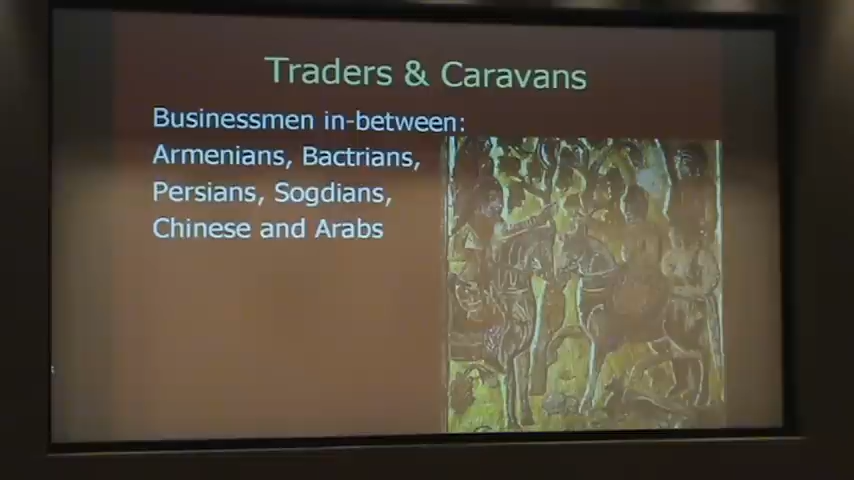 Traders & Caravans
Businessmen in-between:
Armenians, Bactrians,
Persians, Sogdians,
Chinese and Arabs